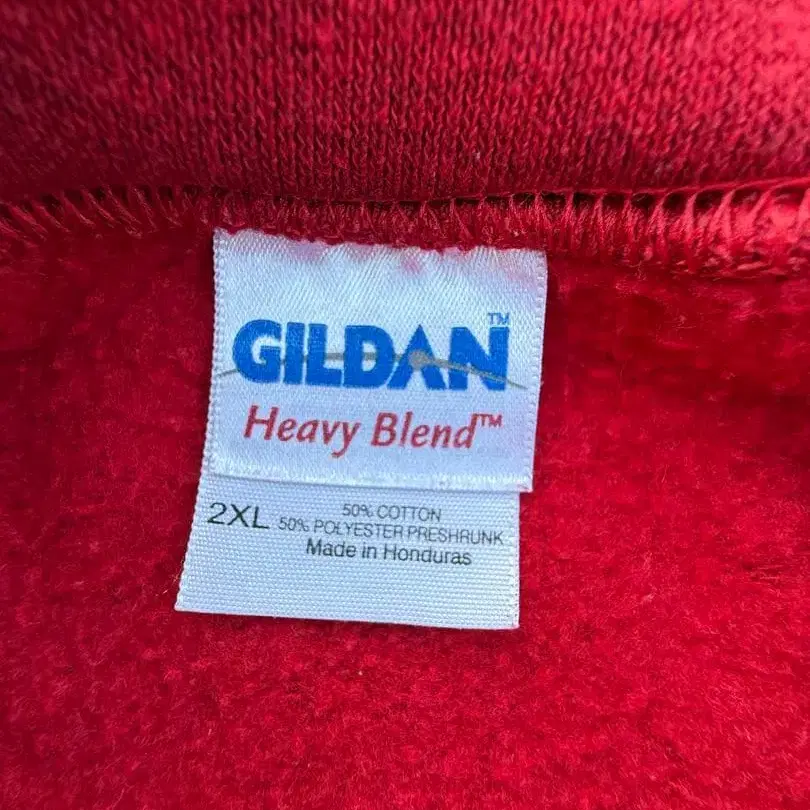 GILDAN™
Heavy Blend™
2XL
50% COTTON
50% POLYESTER PRESHRUNK
Made in Honduras